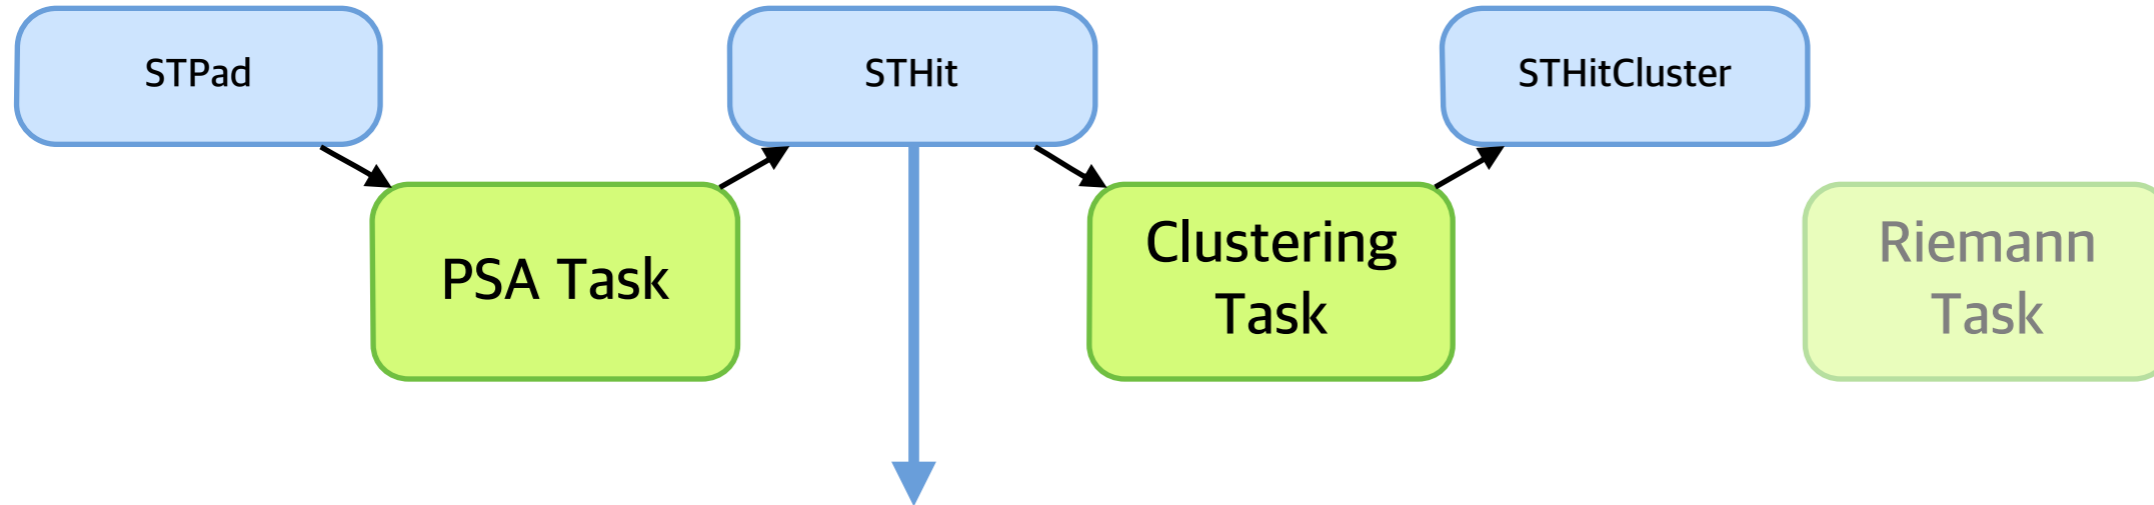 STPad
STHit
STHitCluster
PSA Task
Clustering
Task
Riemann
Task